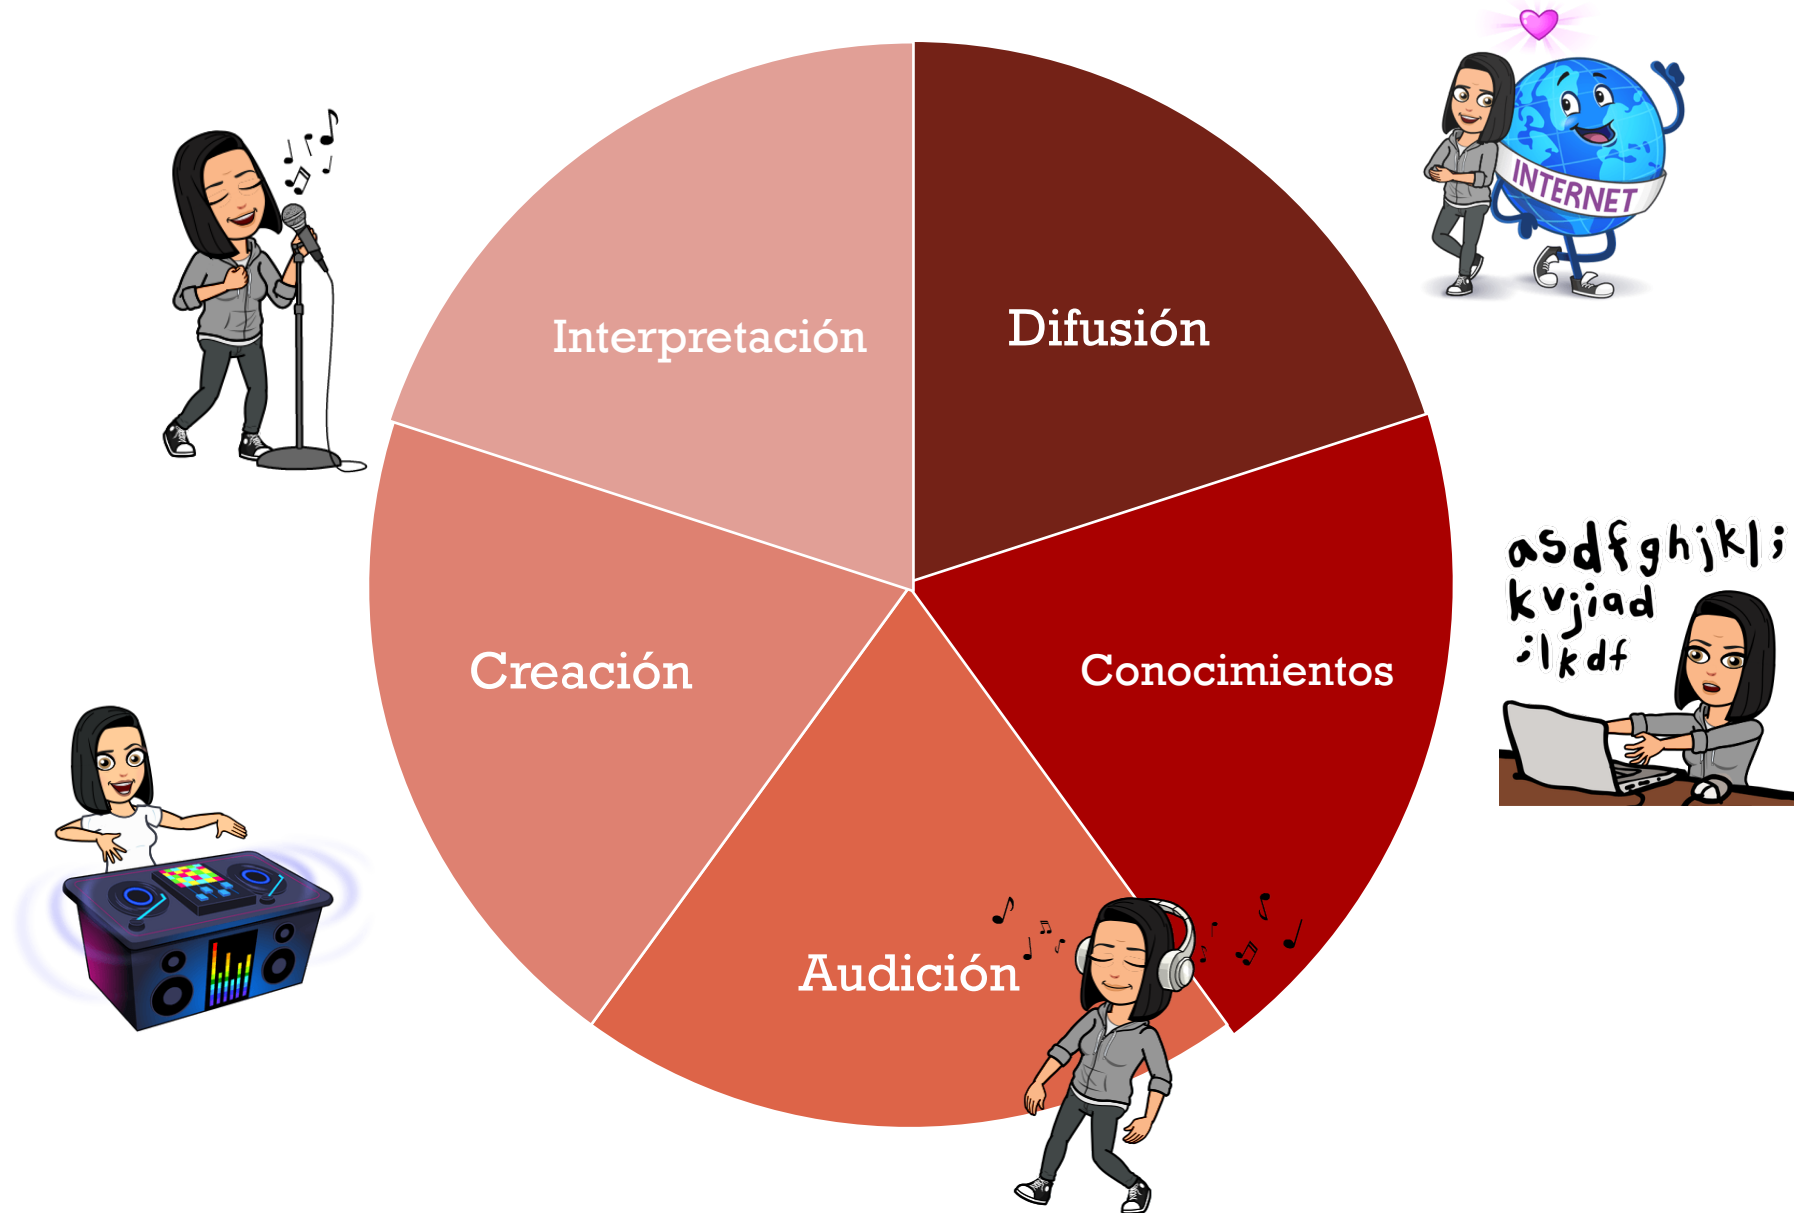 INTERNET
Interpretación
Difusión
asdfghjkl;
kvjiad
;lkdf
Creación
Conocimientos
Audición